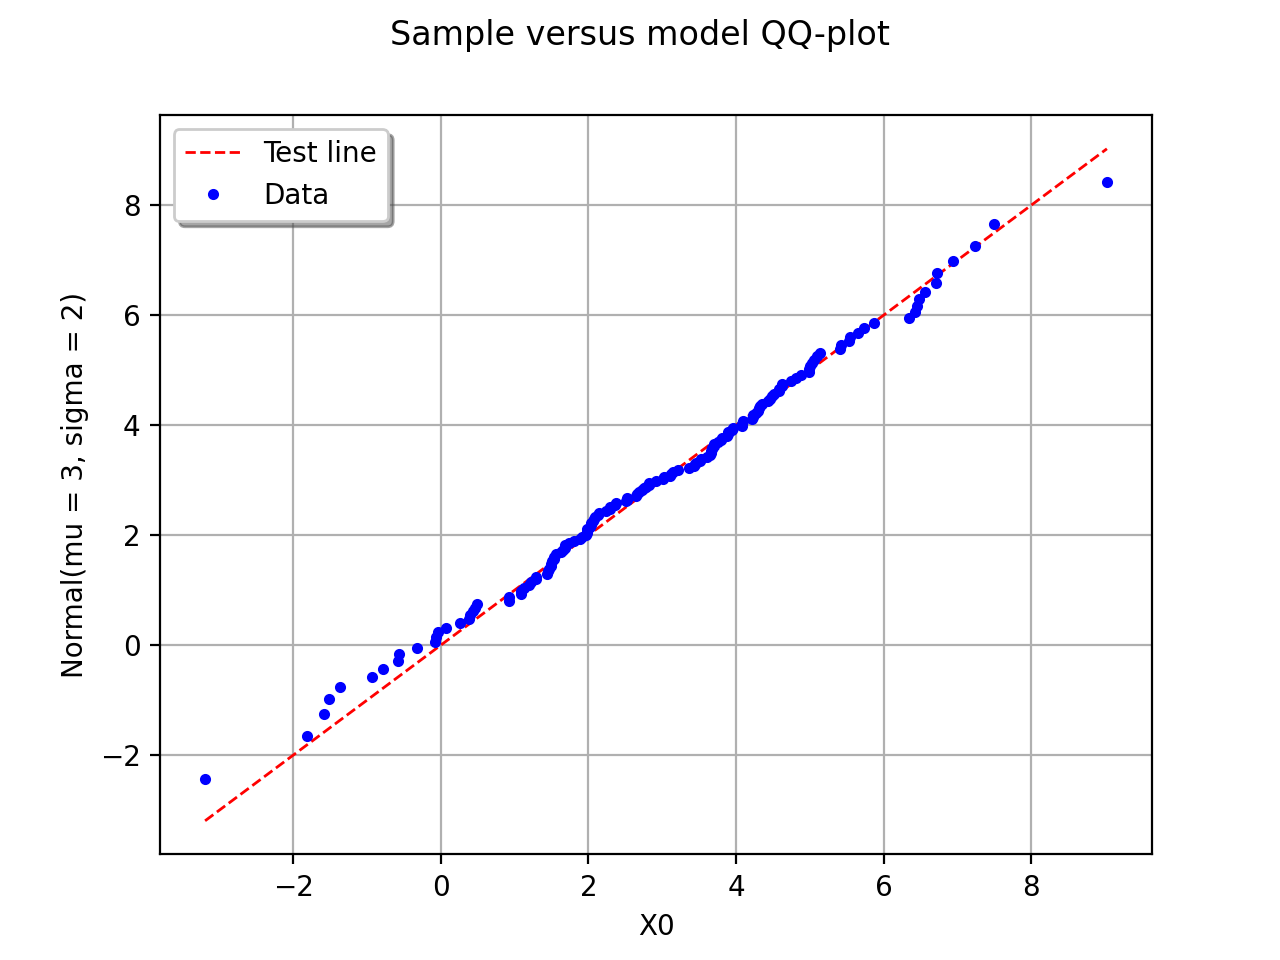 Sample versus model QQ-plot
Test line
Data
Normal(mu = 3, sigma = 2)
8
6
4
2
0
−2
−2 0 2 4 6 8
X0